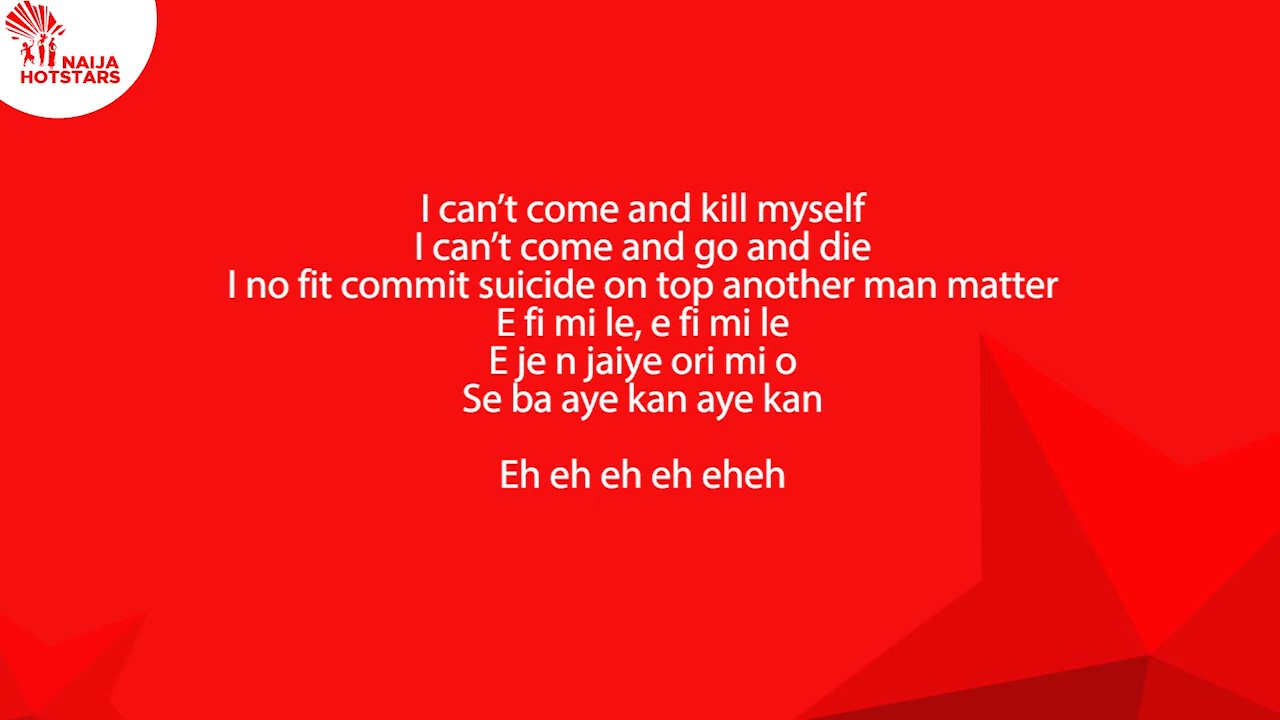 NAIJA
HOTSTARS
I can’t come and kill myself
I can’t come and go and die
I no fit commit suicide on top another man matter
E fi mi le, e fi mi le
E je n jaiye ori mi o
Se ba aye kan aye kan
Eh eh eh eh eheh